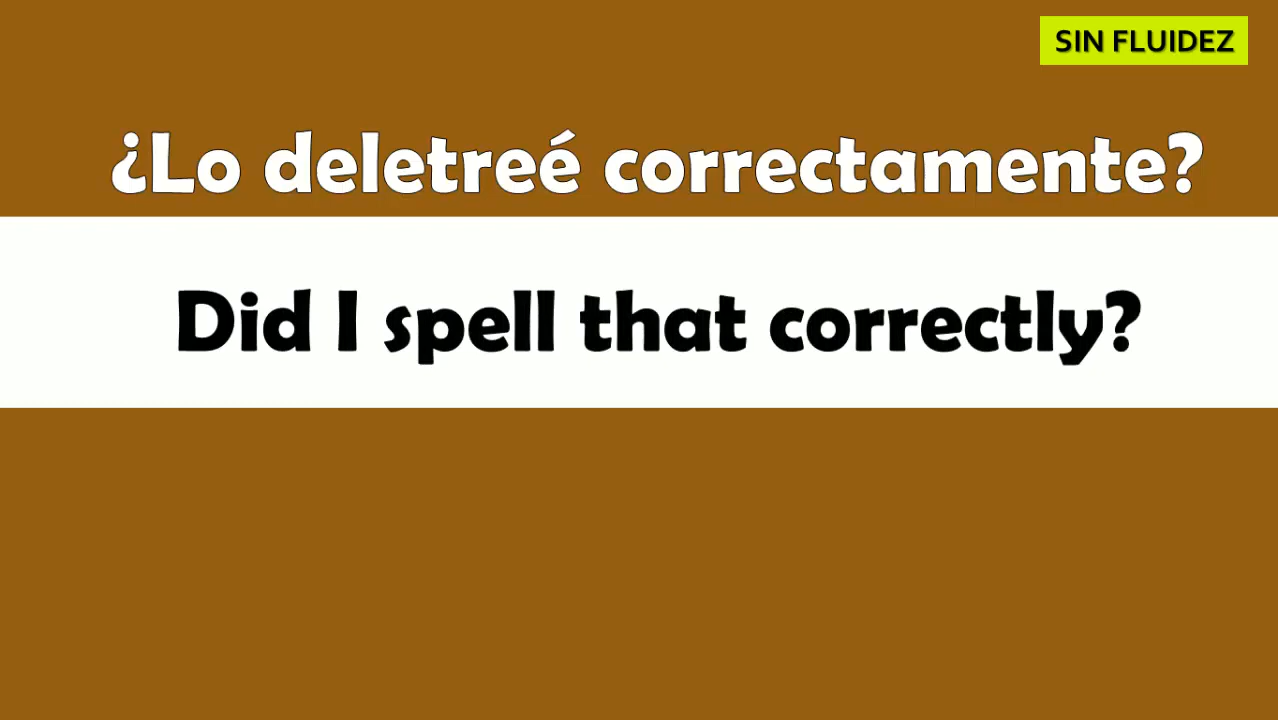 SIN FLUIDEZ
¿Lo deletreé correctamente?
Did I spell that correctly?